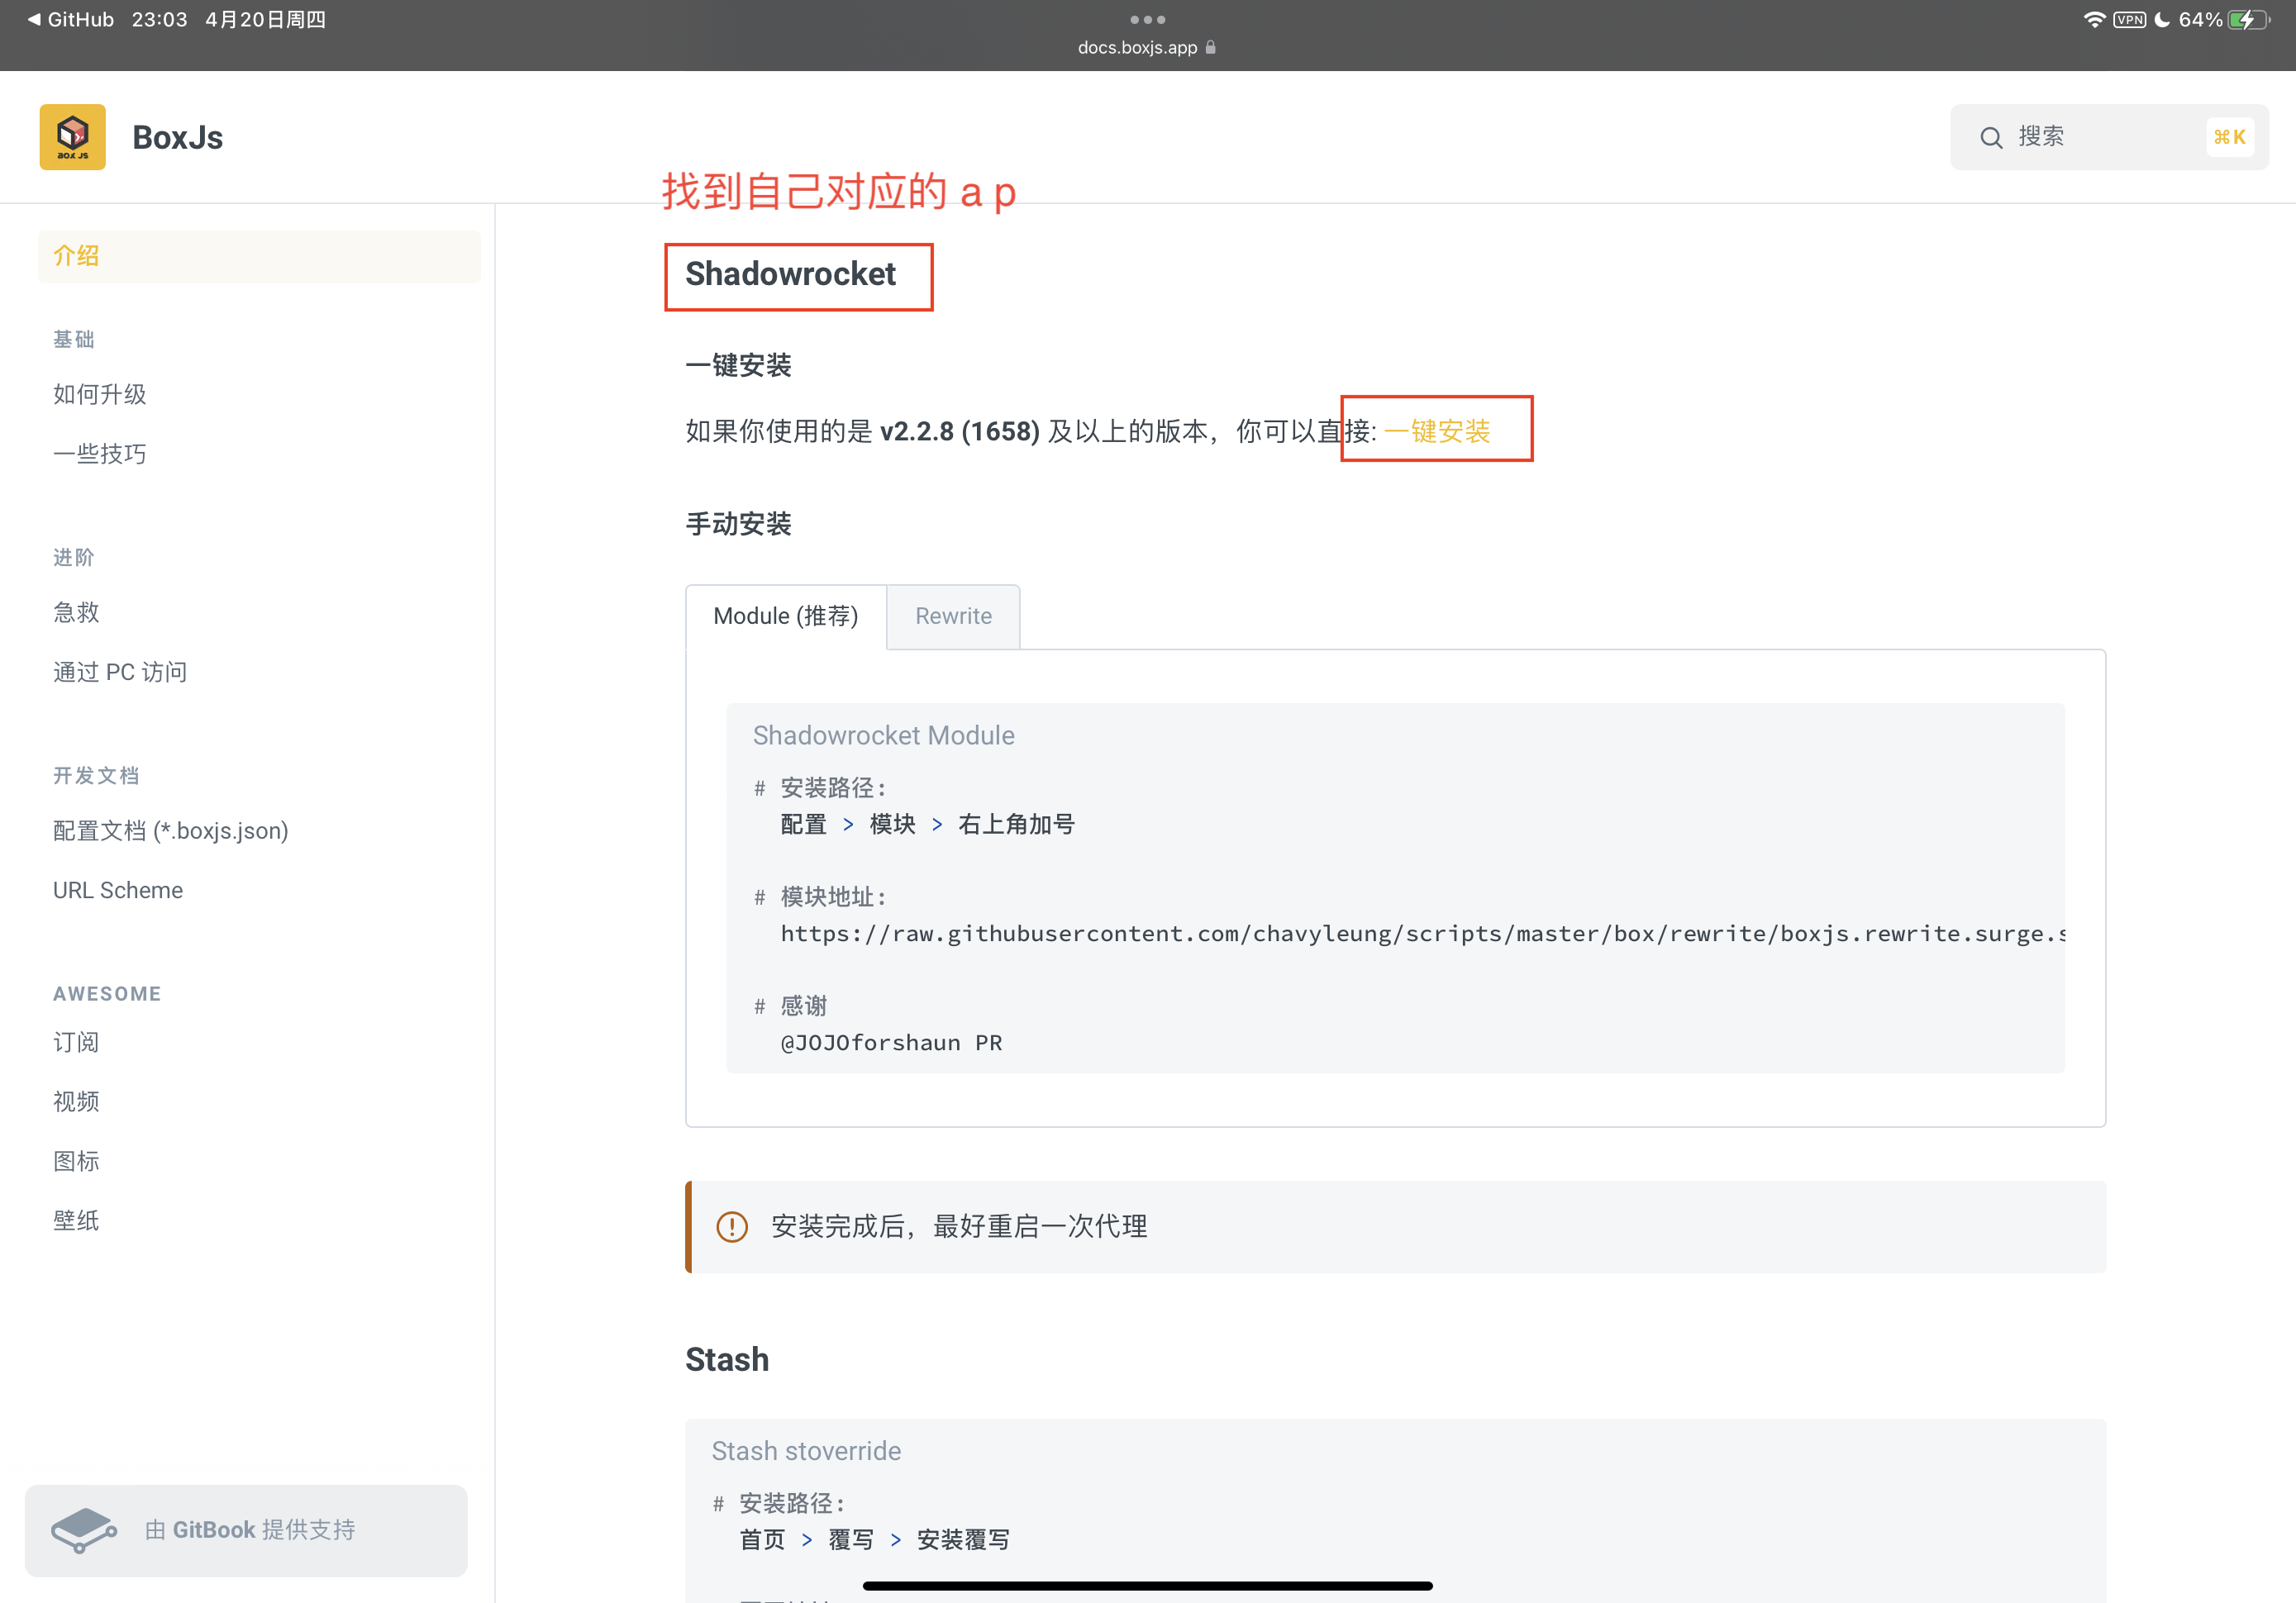 GitHub 23:03 4月20日周四
64%
VPN
docs.boxjs.app
BOX JS
BoxJs
搜索
⌘K
找到自己对应的 a p
介绍
基础
如何升级
一些技巧
进阶
急救
通过 PC 访问
开发文档
配置文档 (*.boxjs.json)
URL Scheme
AWESOME
订阅
视频
图标
壁纸
由 GitBook 提供支持
Shadowrocket
一键安装
如果你使用的是 v2.2.8 (1658) 及以上的版本，你可以直接: 一键安装
手动安装
Module (推荐)
Rewrite
Shadowrocket Module
# 安装路径:
配置 > 模块 > 右上角加号
# 模块地址:
https://raw.githubusercontent.com/chavyleung/scripts/master/box/rewrite/boxjs.rewrite.surge.s
# 感谢
@JOJOforshaun PR
安装完成后，最好重启一次代理
Stash
Stash stoverride
# 安装路径:
首页 > 覆写 > 安装覆写